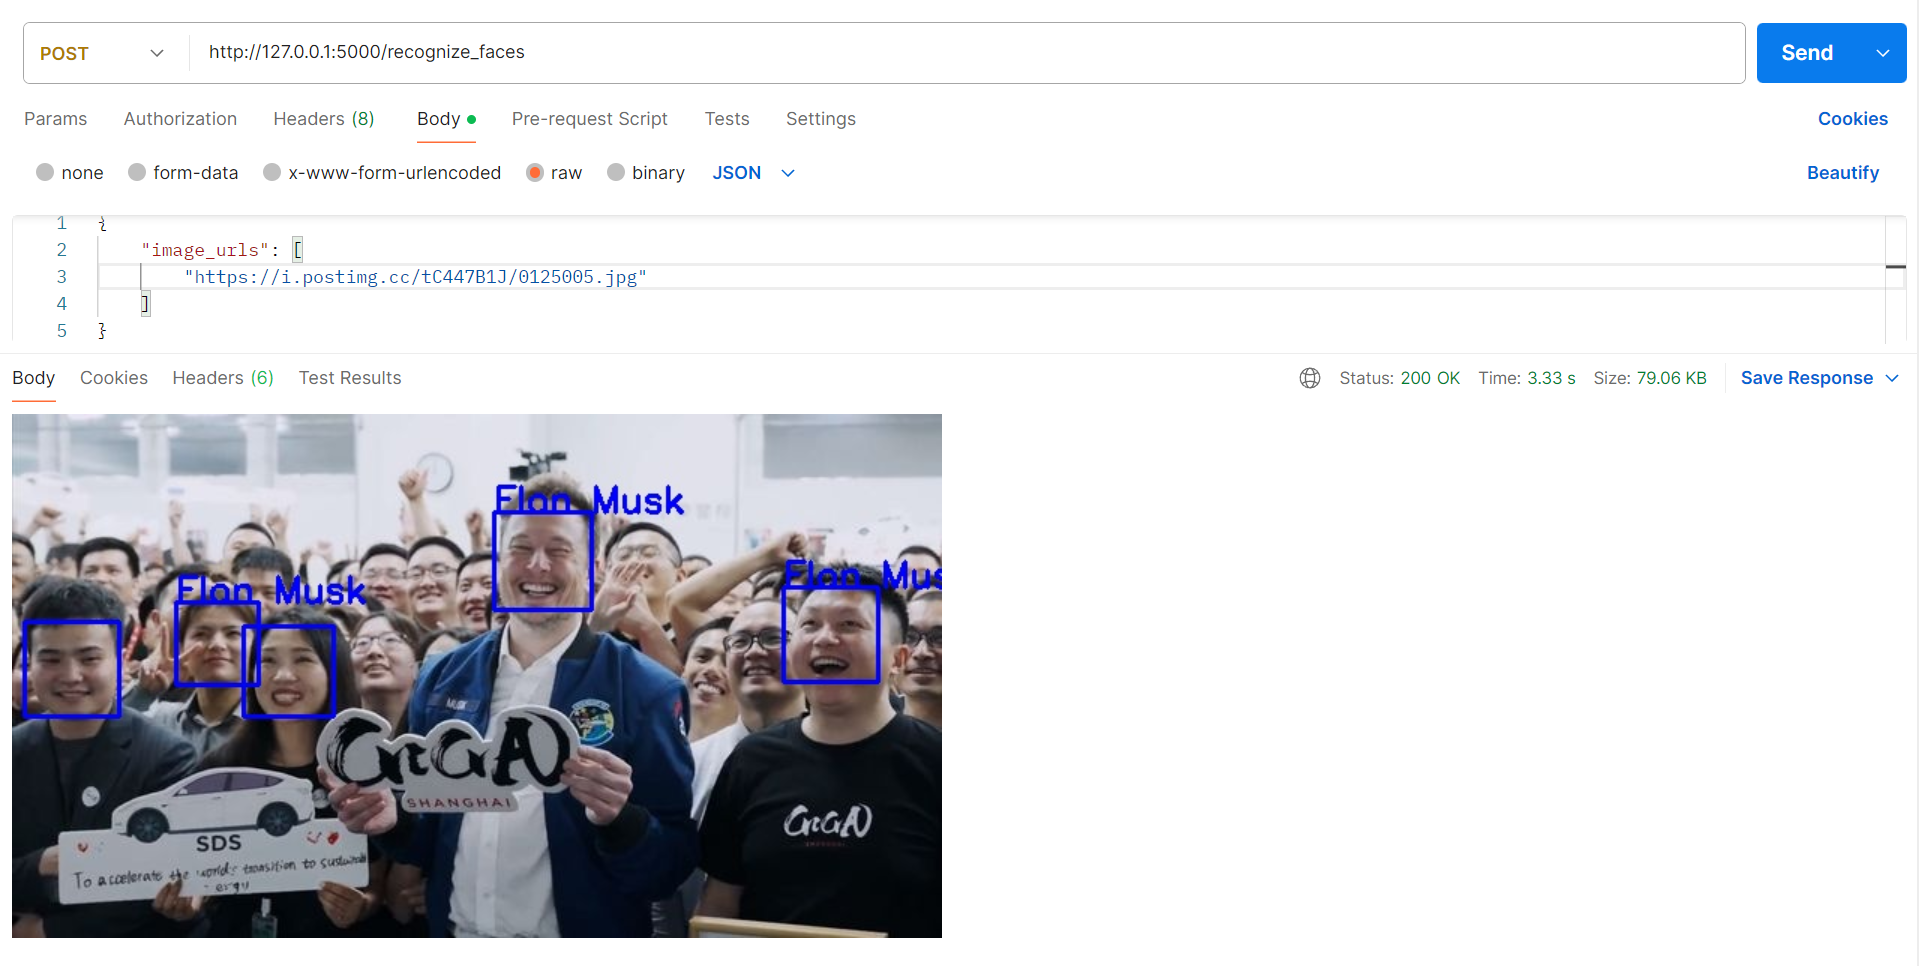 POST
http://127.0.0.1:5000/recognize_faces
Send
Params Authorization Headers (8) Body Pre-request Script Tests Settings Cookies
none form-data x-www-form-urlencoded raw binary JSON Beautify
1 {
2 "image_urls": [
3 "https://i.postimg.cc/tC447B1J/0125005.jpg"
4 ]
5 }
Body Cookies Headers (6) Test Results Status: 200 OK Time: 3.33 s Size: 79.06 KB Save Response
Elon Musk
Elon Mus
Elon Musk
MUSK
GIGA
SHANGHAI
GIGA
SDS
To accelerate the world's transition to